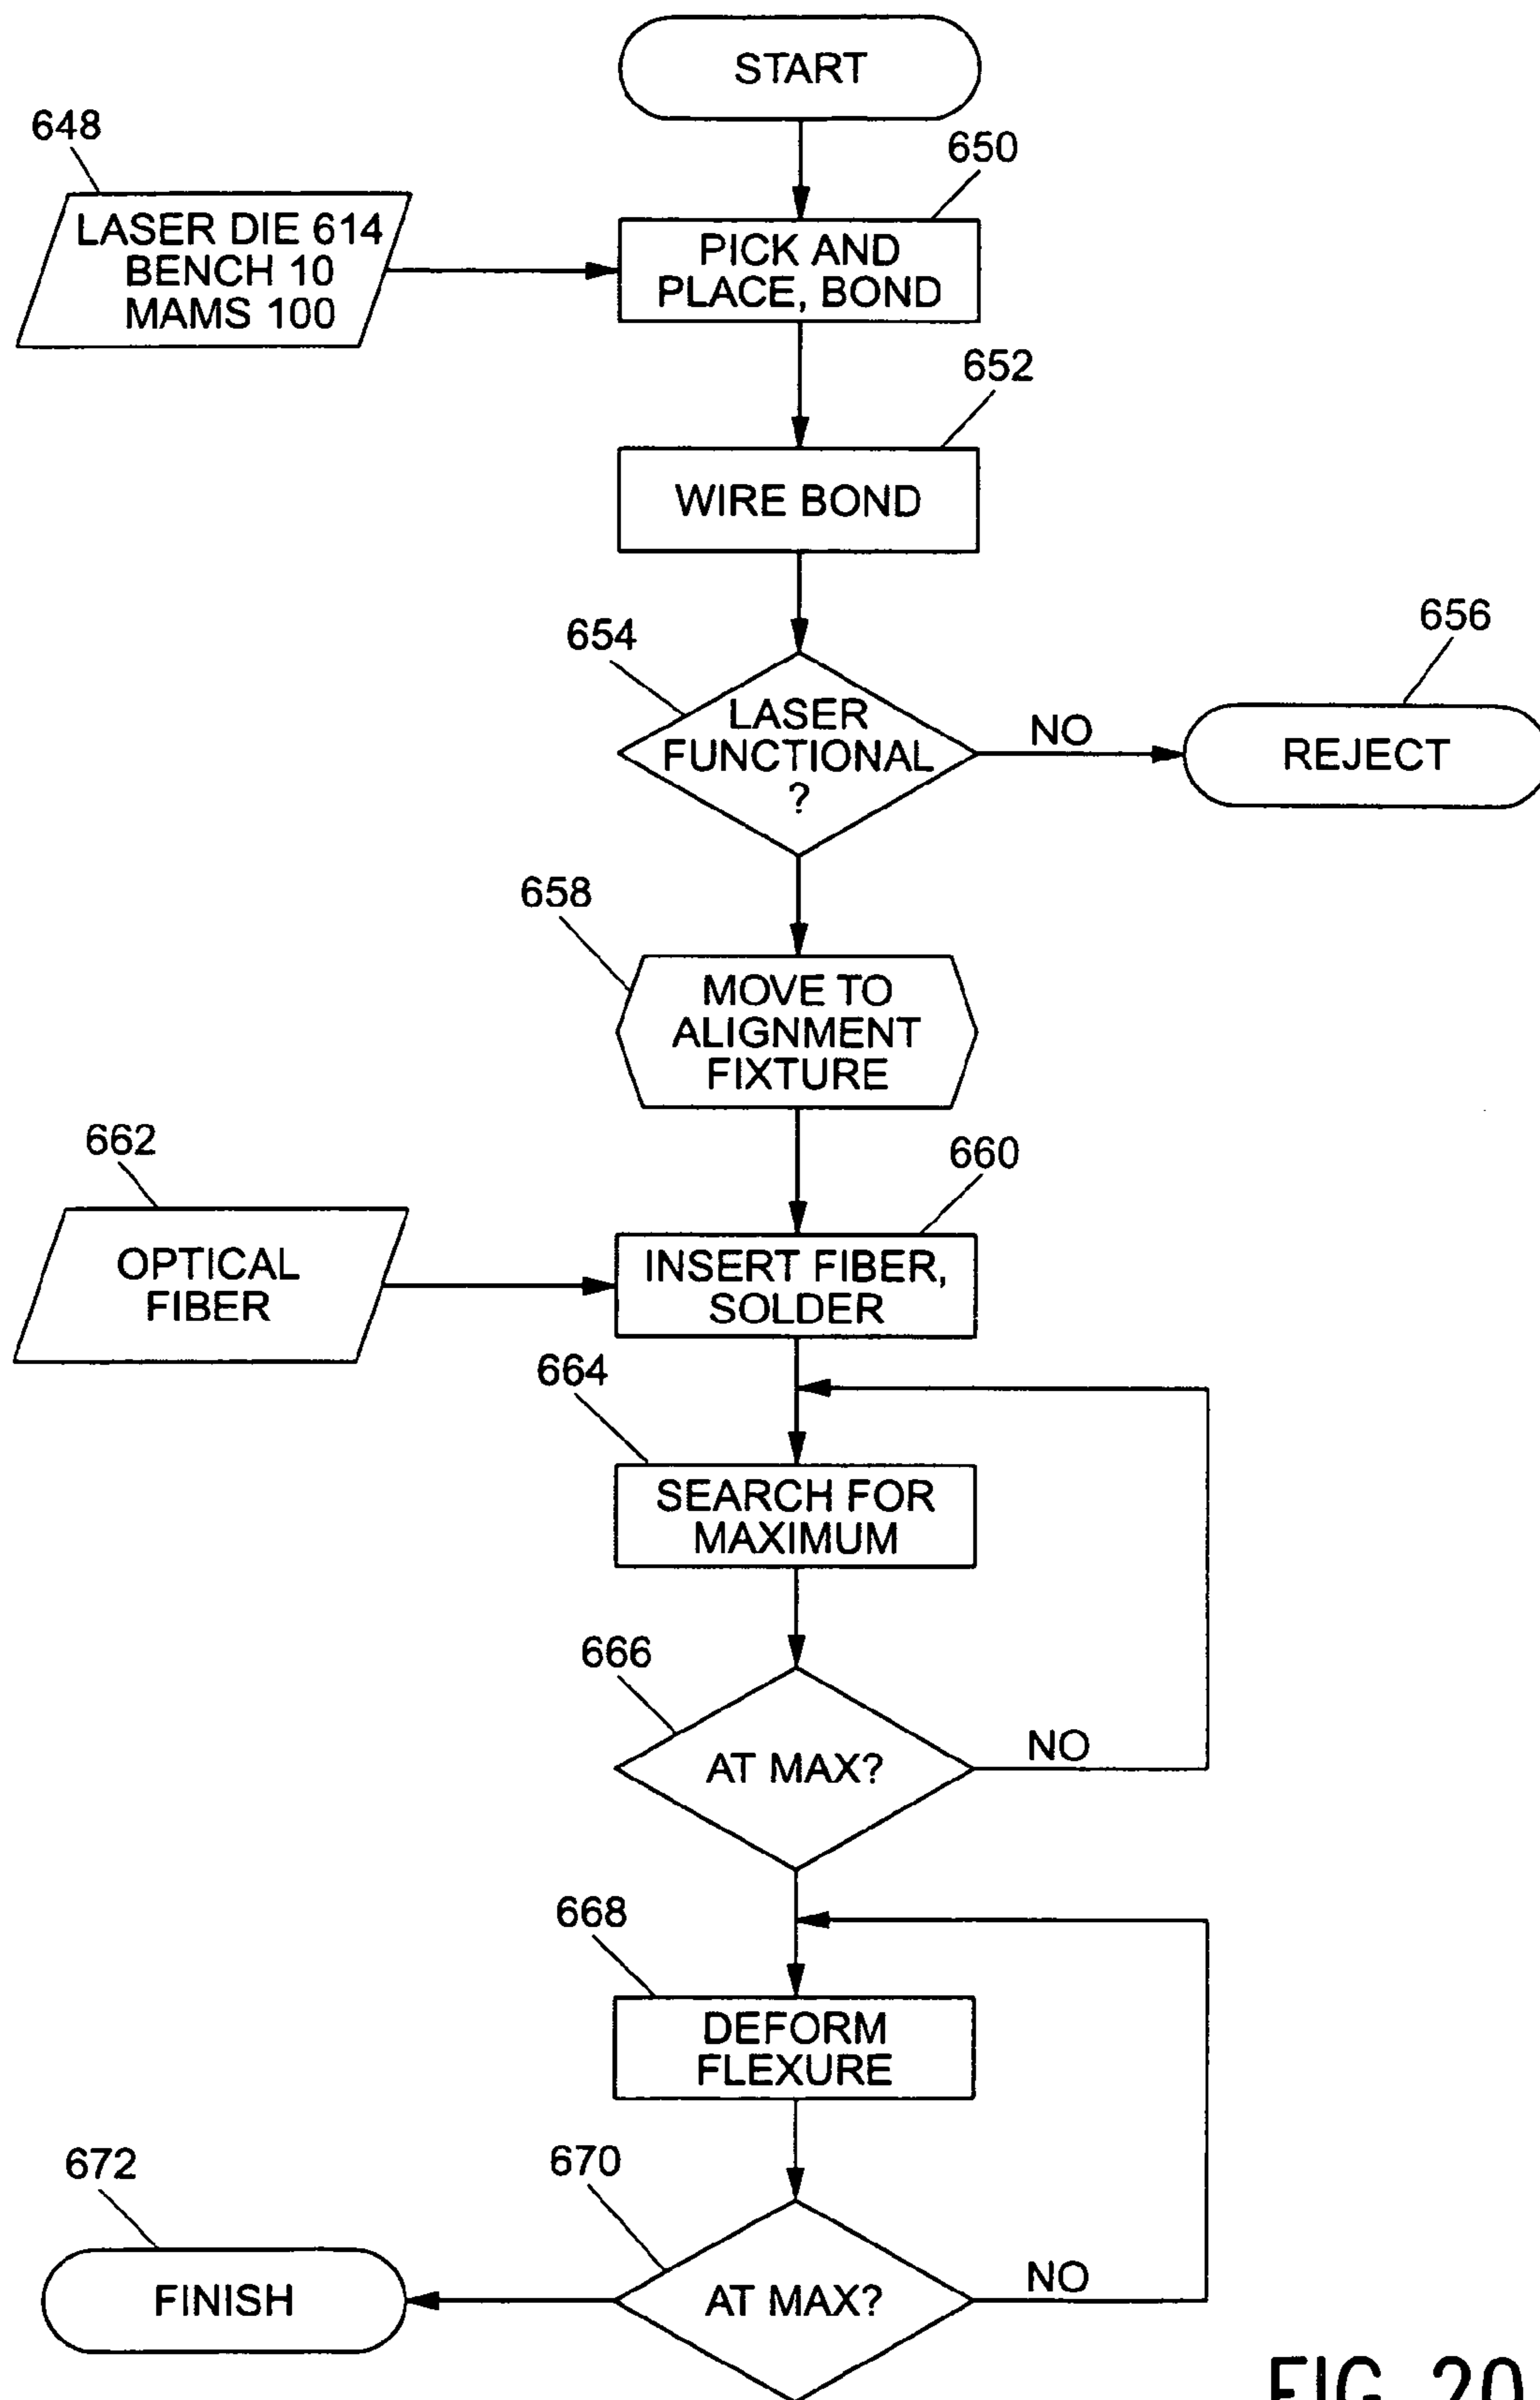 START
648
650
LASER DIE 614
BENCH 10
MAMS 100
PICK AND
PLACE, BOND
652
WIRE BOND
654
656
LASER
FUNCTIONAL
?
NO
REJECT
658
MOVE TO
ALIGNMENT
FIXTURE
662
660
OPTICAL
FIBER
INSERT FIBER,
SOLDER
664
SEARCH FOR
MAXIMUM
666
AT MAX?
NO
668
DEFORM
FLEXURE
672
670
FINISH
AT MAX?
NO
FIG. 20